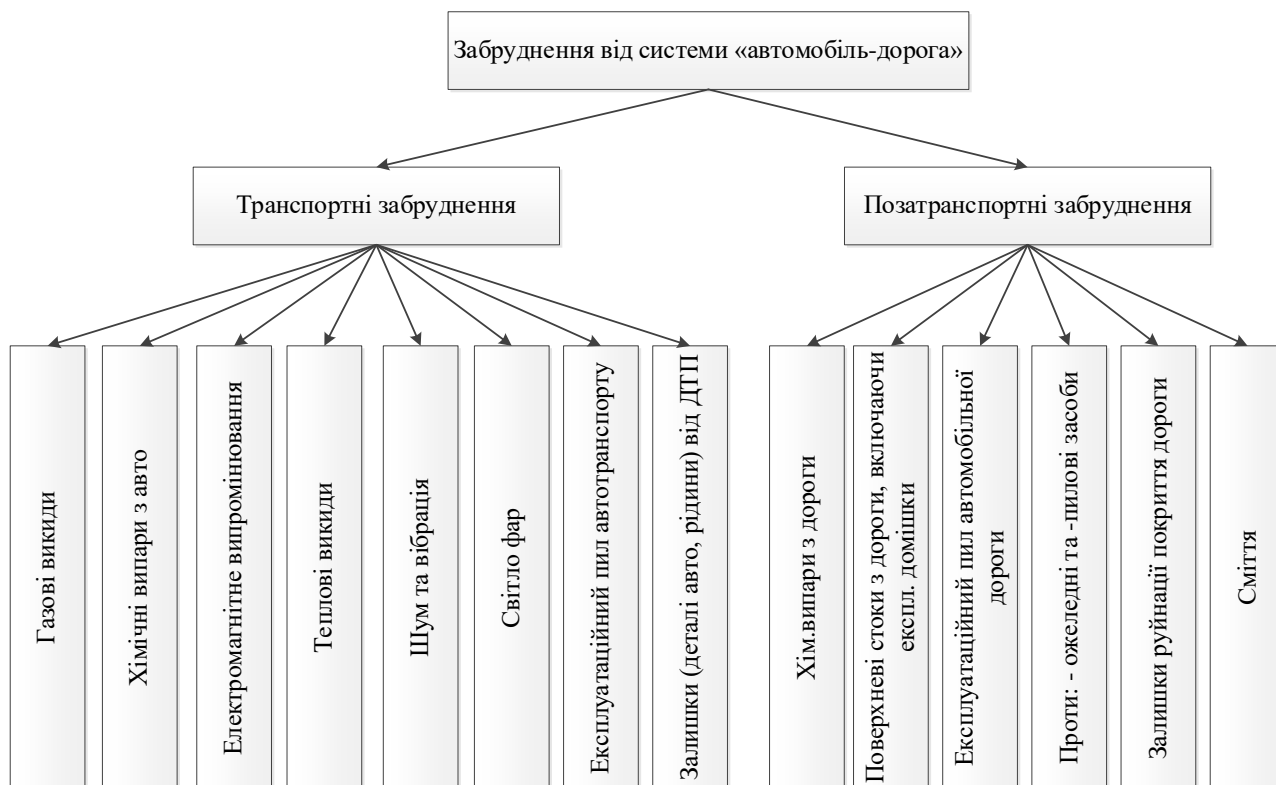 Забруднення від системи «автомобіль-дорога»
Транспортні забруднення
Позатранспортні забруднення
Газові викиди
Хімічні випари з авто
Електромагнітне випромінювання
Теплові викиди
Шум та вібрація
Світло фар
Експлуатаційний пил автотранспорту
Залишки (деталі авто, рідини) від ДТП
Хім.випари з дороги
Поверхневі стоки з дороги, включаючи
експл. домішки
Експлуатаційний пил автомобільної
дороги
Проти: - ожеледні та -пилові засоби
Залишки руйнації покриття дороги
Сміття